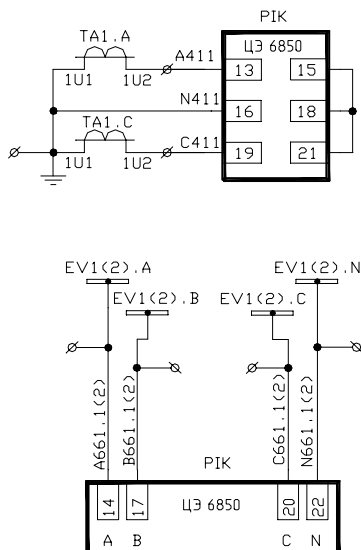 PIK
TA1.A
ЦЭ 6850
A411
13
15
1U1
1U2
N411
16
18
TA1.C
C411
19
21
1U1
1U2
EV1(2).A
EV1(2).N
EV1(2).B
EV1(2).C
A661.1(2)
B661.1(2)
C661.1(2)
N661.1(2)
PIK
14
17
ЦЭ 6850
20
22
A
B
C
N